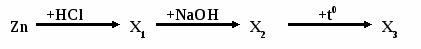 Zn +HCl X₁ +NaOH X₂ +t⁰ X₃